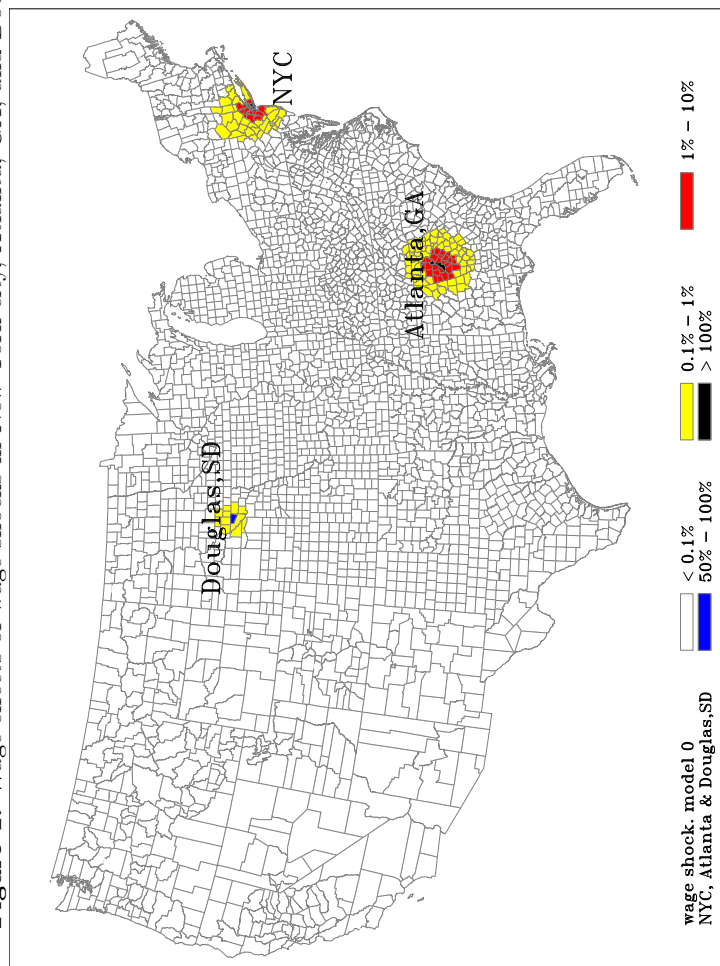 NYC
Atlanta,GA
Douglas,SD
wage shock. model 0
NYC, Atlanta & Douglas,SD
< 0.1%
50% − 100%
0.1% − 1%
> 100%
1% − 10%